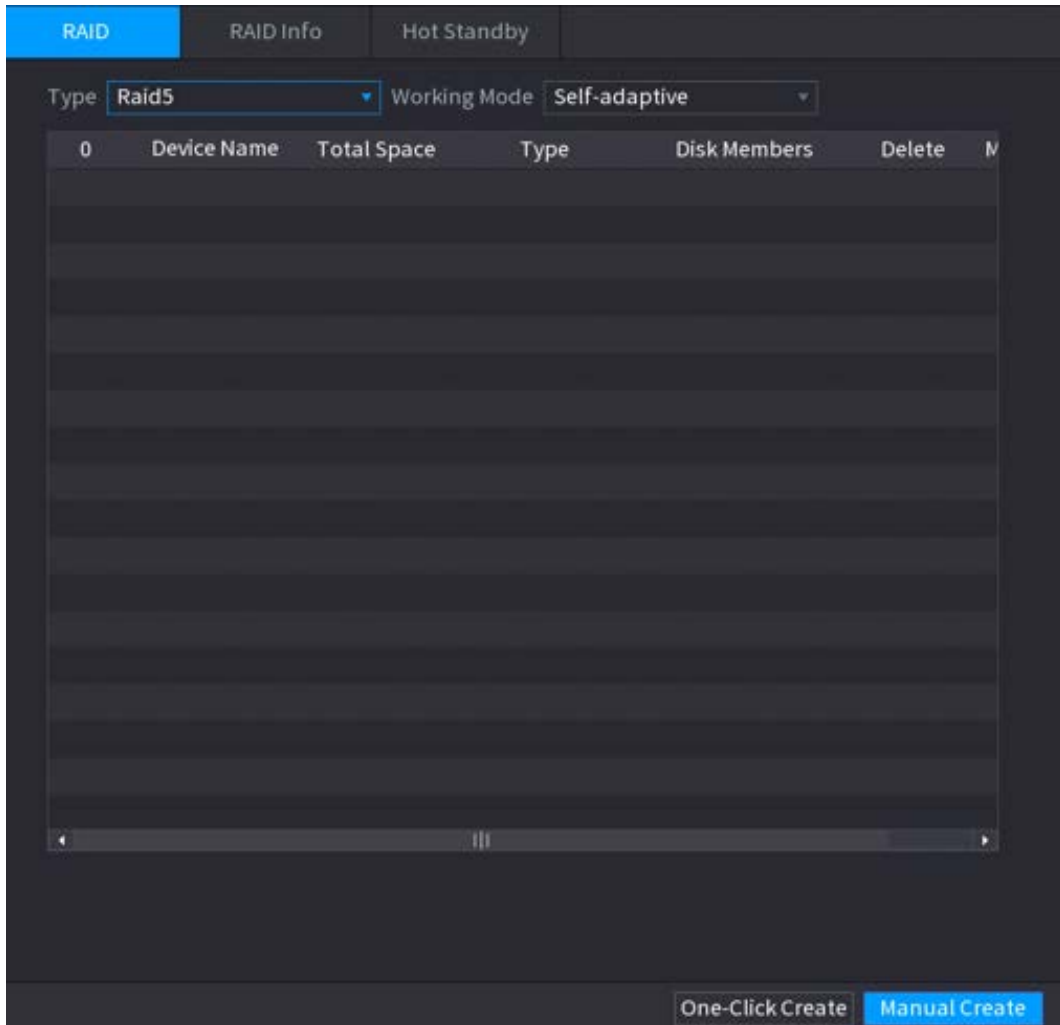 RAID RAID Info Hot Standby
Type Raid5 Working Mode Self-adaptive
0 Device Name Total Space Type Disk Members Delete M
One-Click Create Manual Create